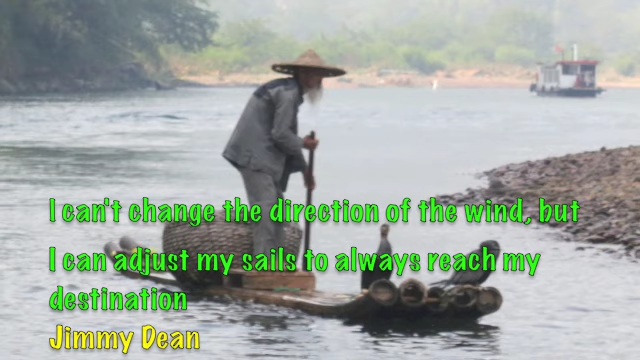 I can't change the direction of the wind, but
I can adjust my sails to always reach my
destination
Jimmy Dean